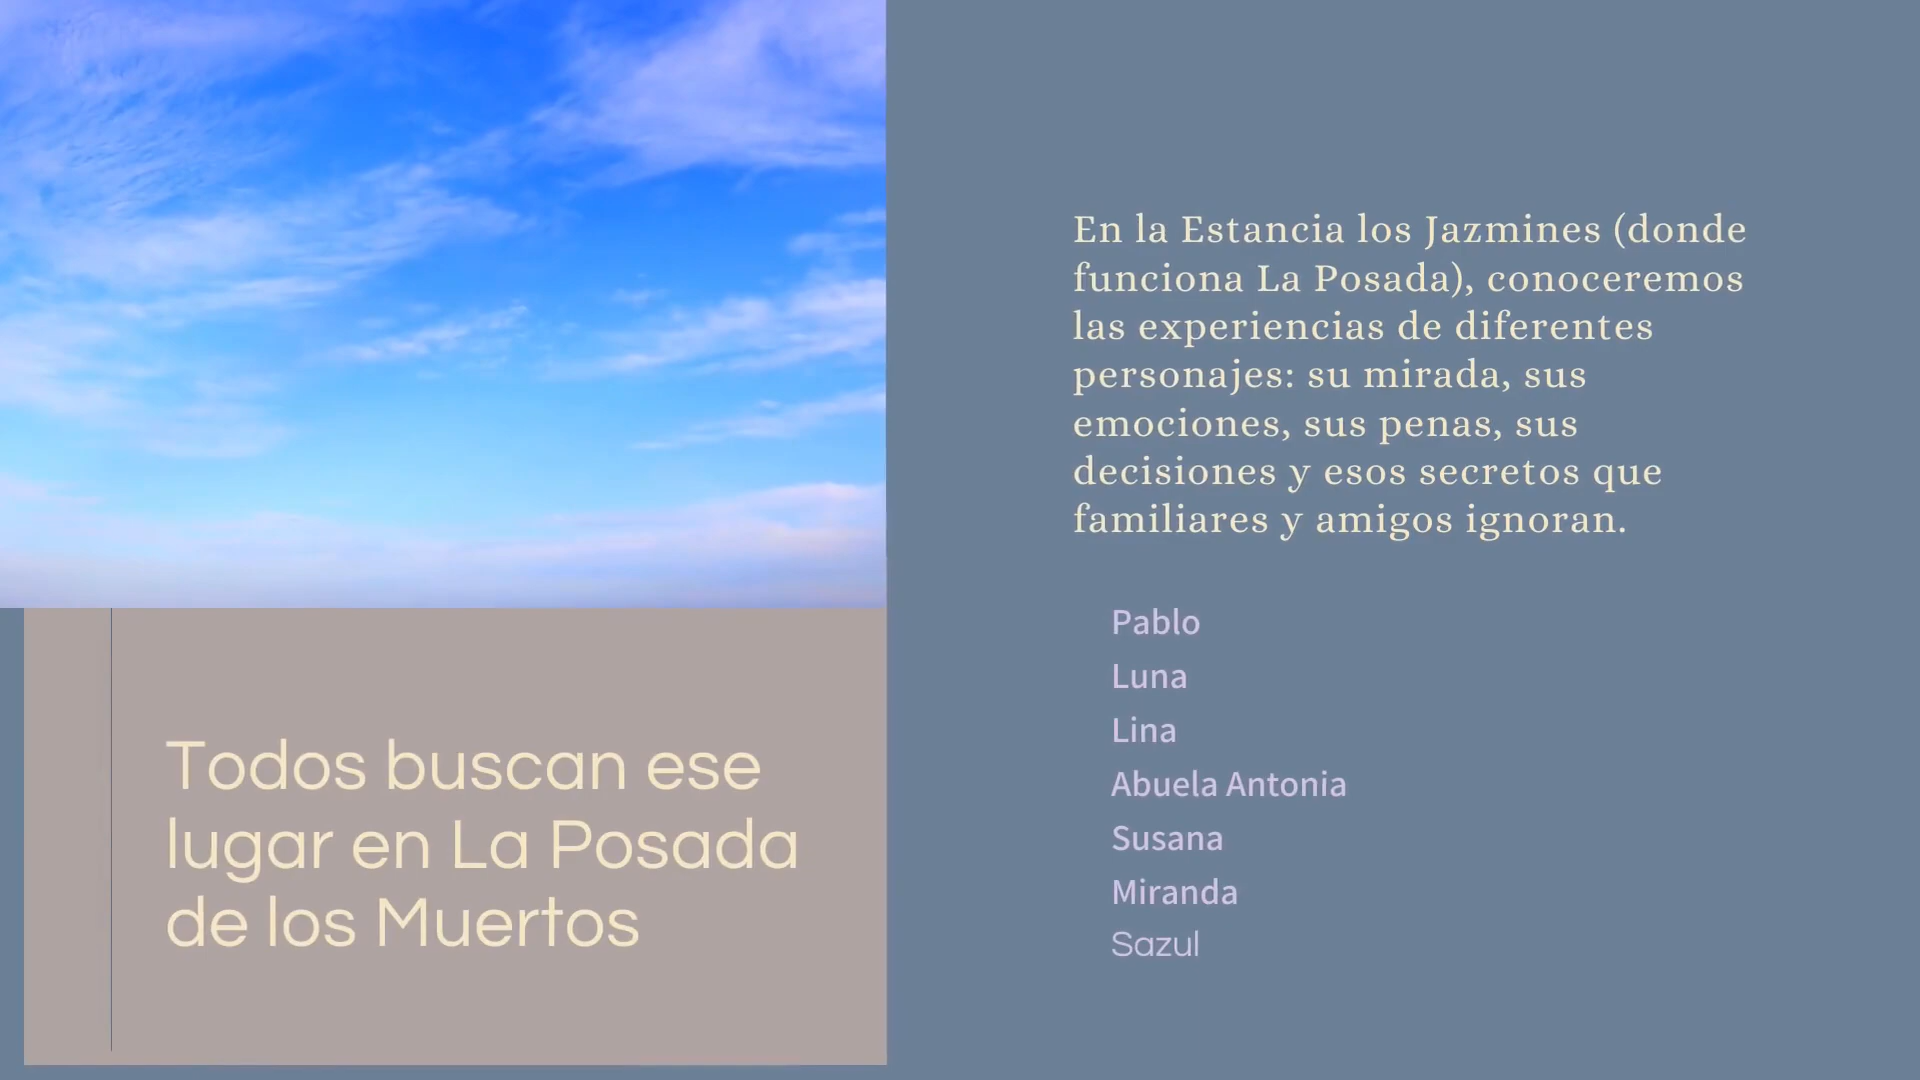 Todos buscan ese
lugar en La Posada
de los Muertos
En la Estancia los Jazmines (donde
funciona La Posada), conoceremos
las experiencias de diferentes
personajes: su mirada, sus
emociones, sus penas, sus
decisiones y esos secretos que
familiares y amigos ignoran.
Pablo
Luna
Lina
Abuela Antonia
Susana
Miranda
Sazul